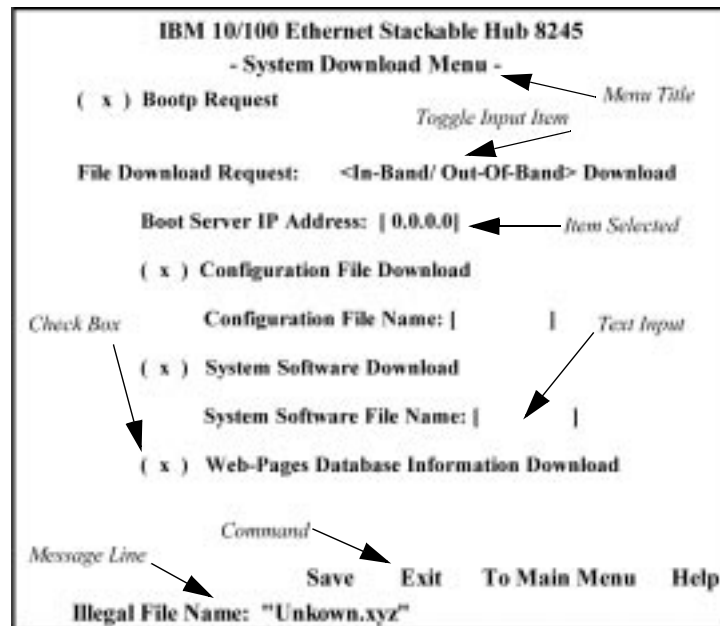 IBM 10/100 Ethernet Stackable Hub 8245
- System Download Menu -
( x ) Bootp Request
Menu Title
Toggle Input Item
File Download Request: <In-Band/ Out-Of-Band> Download
Boot Server IP Address: [ 0.0.0.0]
Item Selected
( x ) Configuration File Download
Check Box
Configuration File Name: [ ]
Text Input
( x ) System Software Download
System Software File Name: [ ]
( x ) Web-Pages Database Information Download
Command
Message Line
Save Exit To Main Menu Help
Illegal File Name: "Unkown.xyz"